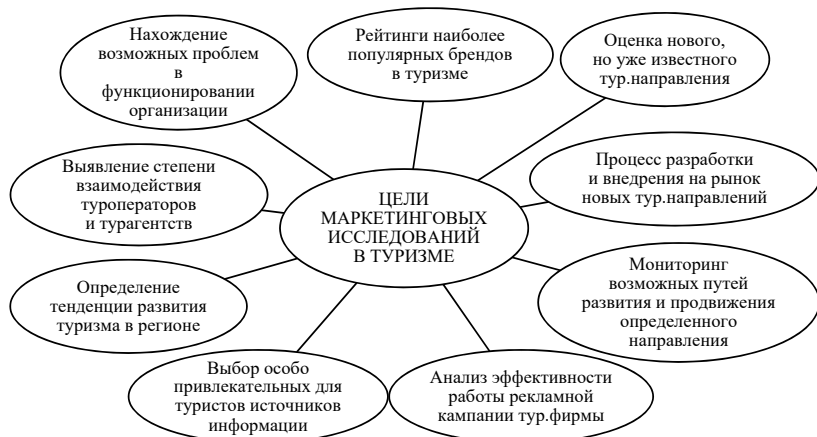 Нахождение
возможных проблем
в
функционировании
организации
Рейтинги наиболее
популярных брендов
в туризме
Оценка нового,
но уже известного
тур.направления
Выявление степени
взаимодействия
туроператоров
и турагентств
ЦЕЛИ
МАРКЕТИНГОВЫХ
ИССЛЕДОВАНИЙ
В ТУРИЗМЕ
Процесс разработки
и внедрения на рынок
новых тур.направлений
Определение
тенденции развития
туризма в регионе
Мониторинг
возможных путей
развития и продвижения
определенного
направления
Выбор особо
привлекательных для
туристов источников
информации
Анализ эффективности
работы рекламной
кампании тур.фирмы